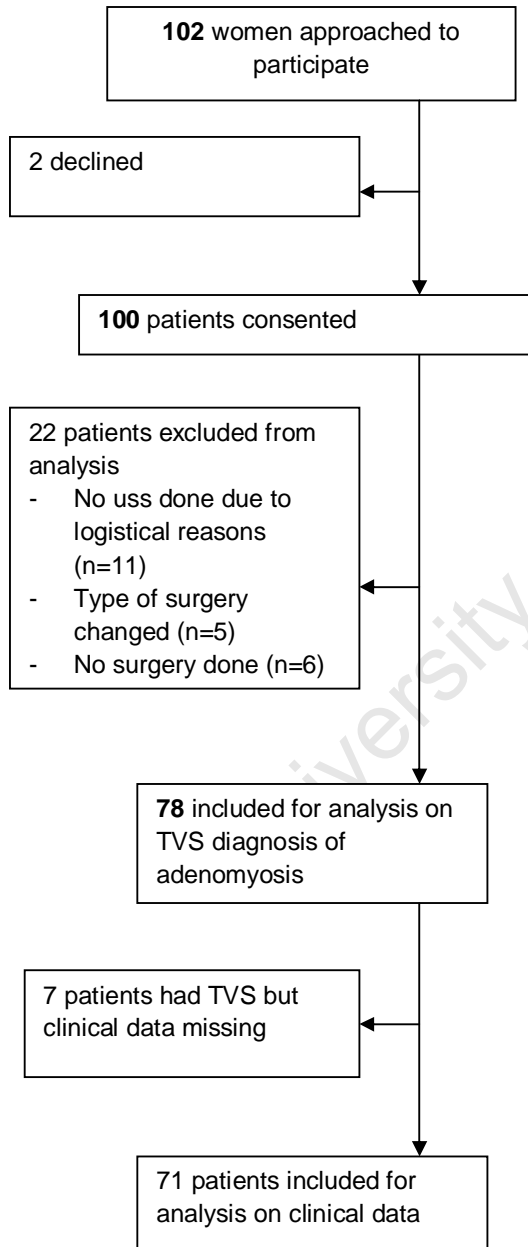 102 women approached to
participate
2 declined
100 patients consented
22 patients excluded from
analysis
- No uss done due to
logistical reasons
(n=11)
- Type of surgery
changed (n=5)
- No surgery done (n=6)
78 included for analysis on
TVS diagnosis of
adenomyosis
7 patients had TVS but
clinical data missing
71 patients included for
analysis on clinical data